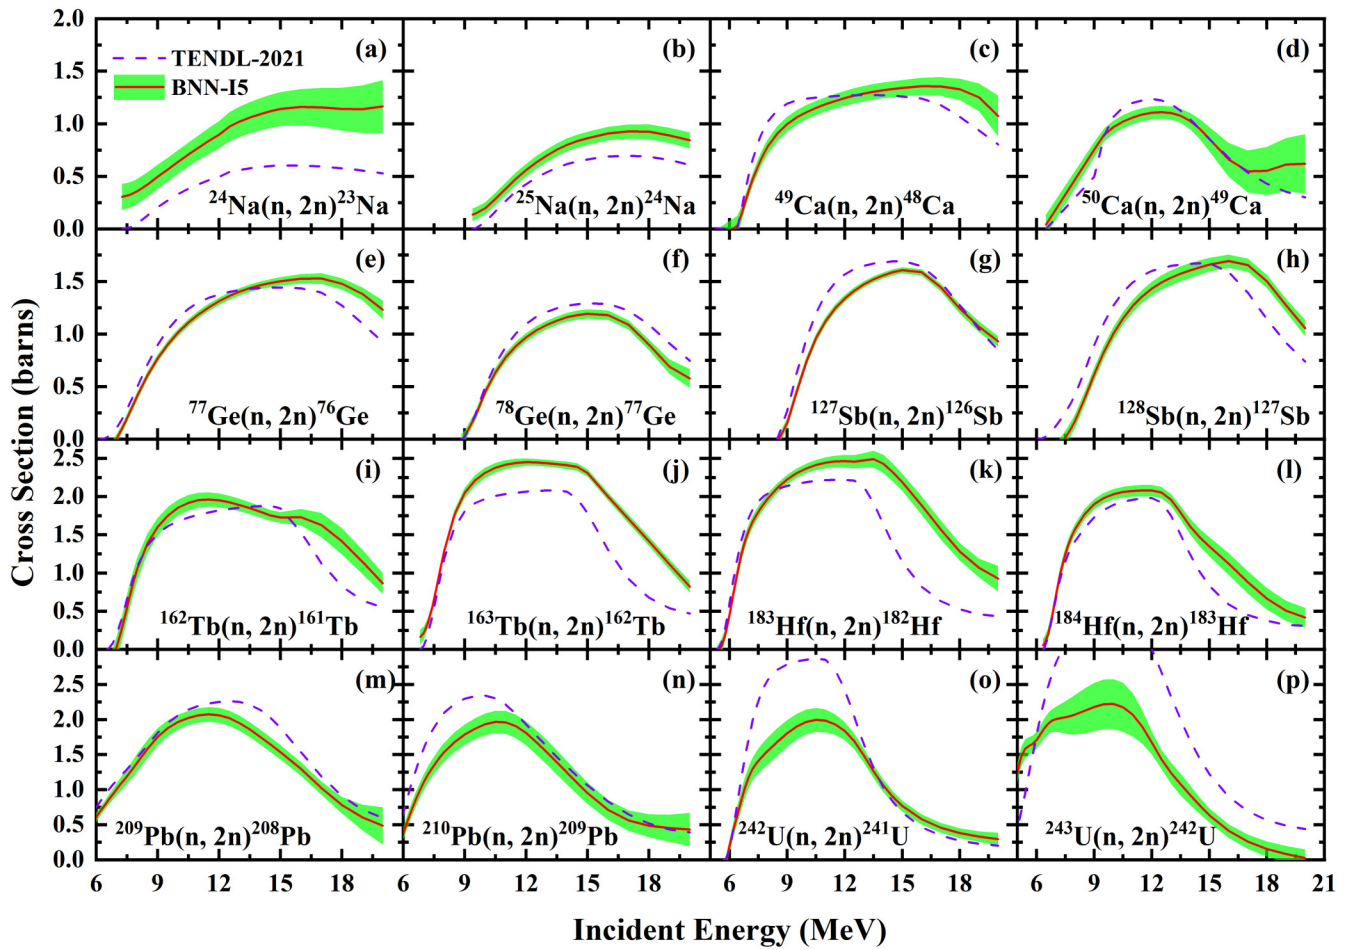 2.0
1.5
1.0
0.5
0.0
TENDL-2021
BNN-I5
(a)
²⁴Na(n, 2n)²³Na
(b)
²⁵Na(n, 2n)²⁴Na
(c)
⁴⁹Ca(n, 2n)⁴⁸Ca
(d)
⁵⁰Ca(n, 2n)⁴⁹Ca
1.5
1.0
0.5
0.0
(e)
⁷⁷Ge(n, 2n)⁷⁶Ge
(f)
⁷⁸Ge(n, 2n)⁷⁷Ge
(g)
¹²⁷Sb(n, 2n)¹²⁶Sb
(h)
¹²⁸Sb(n, 2n)¹²⁷Sb
Cross Section (barns)
2.5
2.0
1.5
1.0
0.5
0.0
(i)
¹⁶²Tb(n, 2n)¹⁶¹Tb
(j)
¹⁶³Tb(n, 2n)¹⁶²Tb
(k)
¹⁸³Hf(n, 2n)¹⁸²Hf
(l)
¹⁸⁴Hf(n, 2n)¹⁸³Hf
2.5
2.0
1.5
1.0
0.5
0.0
(m)
²⁰⁹Pb(n, 2n)²⁰⁸Pb
(n)
²¹⁰Pb(n, 2n)²⁰⁹Pb
(o)
²⁴²U(n, 2n)²⁴¹U
(p)
²⁴³U(n, 2n)²⁴²U
6 9 12 15 18
6 9 12 15 18
6 9 12 15 18
6 9 12 15 18 21
Incident Energy (MeV)